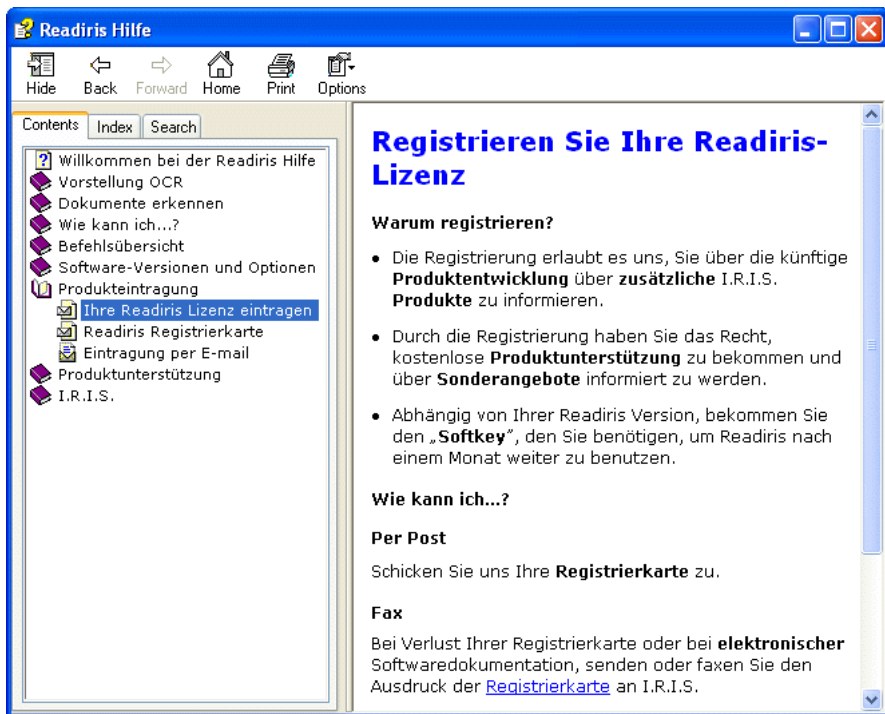 Readiris Hilfe
Hide Back Forward Home Print Options
Contents Index Search
Willkommen bei der Readiris Hilfe
Vorstellung OCR
Dokumente erkennen
Wie kann ich...?
Befehlsübersicht
Software-Versionen und Optionen
Produkteintragung
Ihre Readiris Lizenz eintragen
Readiris Registrierkarte
Eintragung per E-mail
Produktunterstützung
I.R.I.S.
Registrieren Sie Ihre Readiris-
Lizenz
Warum registrieren?
• Die Registrierung erlaubt es uns, Sie über die künftige
Produktentwicklung über zusätzliche I.R.I.S.
Produkte zu informieren.
• Durch die Registrierung haben Sie das Recht,
kostenlose Produktunterstützung zu bekommen und
über Sonderangebote informiert zu werden.
• Abhängig von Ihrer Readiris Version, bekommen Sie
den „Softkey”, den Sie benötigen, um Readiris nach
einem Monat weiter zu benutzen.
Wie kann ich...?
Per Post
Schicken Sie uns Ihre Registrierkarte zu.
Fax
Bei Verlust Ihrer Registrierkarte oder bei elektronischer
Softwaredokumentation, senden oder faxen Sie den
Ausdruck der Registrierkarte an I.R.I.S.